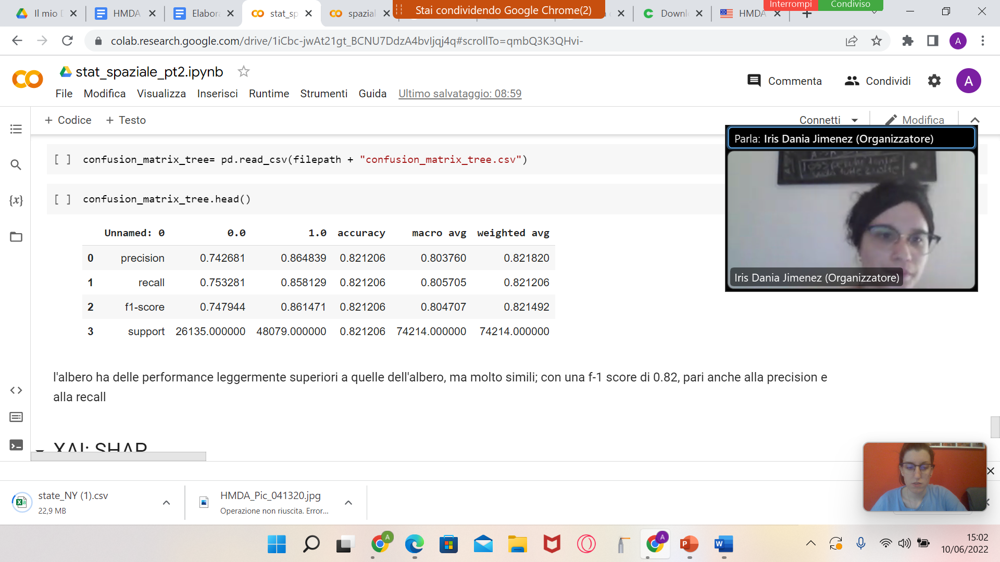 Il mio
HMDA
Elabor
stat_sp
spazial
Stai condividendo Google Chrome(2)
Downl
HMDA
Interrompi
Condiviso
colab.research.google.com/drive/1iCbc-jwAt21gt_BCNU7DdzA4bvIjqj4q#scrollTo=qmbQ3K3QHvi-
A
stat_spaziale_pt2.ipynb
Commenta
Condividi
A
File Modifica Visualizza Inserisci Runtime Strumenti Guida Ultimo salvataggio: 08:59
+ Codice + Testo
Connetti
Modifica
Parla: Iris Dania Jimenez (Organizzatore)
Iris Dania Jimenez (Organizzatore)
{x}
[ ] confusion_matrix_tree= pd.read_csv(filepath + "confusion_matrix_tree.csv")
[ ] confusion_matrix_tree.head()
Unnamed: 0 0.0 1.0 accuracy macro avg weighted avg
0 precision 0.742681 0.864839 0.821206 0.803760 0.821820
1 recall 0.753281 0.858129 0.821206 0.805705 0.821206
2 f1-score 0.747944 0.861471 0.821206 0.804707 0.821492
3 support 26135.000000 48079.000000 0.821206 74214.000000 74214.000000
l'albero ha delle performance leggermente superiori a quelle dell'albero, ma molto simili; con una f-1 score di 0.82, pari anche alla precision e
alla recall
XAI: SHAP
state_NY (1).csv
22,9 MB
HMDA_Pic_041320.jpg
Operazione non riuscita. Error...
15:02
10/06/2022